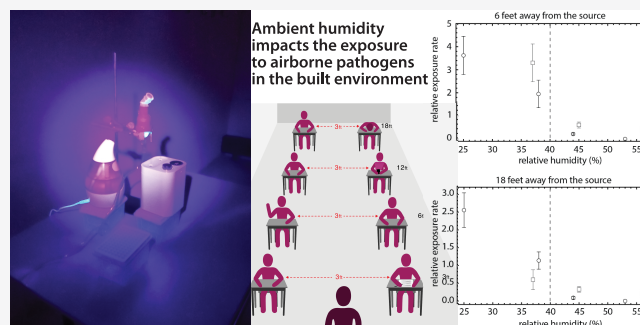 Ambient humidity
impacts the exposure
to airborne pathogens
in the built environment
3ft
18ft
3ft
12ft
3ft
6ft
3ft
3ft
6 feet away from the source
relative exposure rate
5
4
3
2
1
0
25 30 35 40 45 50 55
relative humidity (%)
18 feet away from the source
relative exposure rate
3.0
2.5
2.0
1.5
1.0
0.5
0.0
25 30 35 40 45 50 55
relative humidity (%)